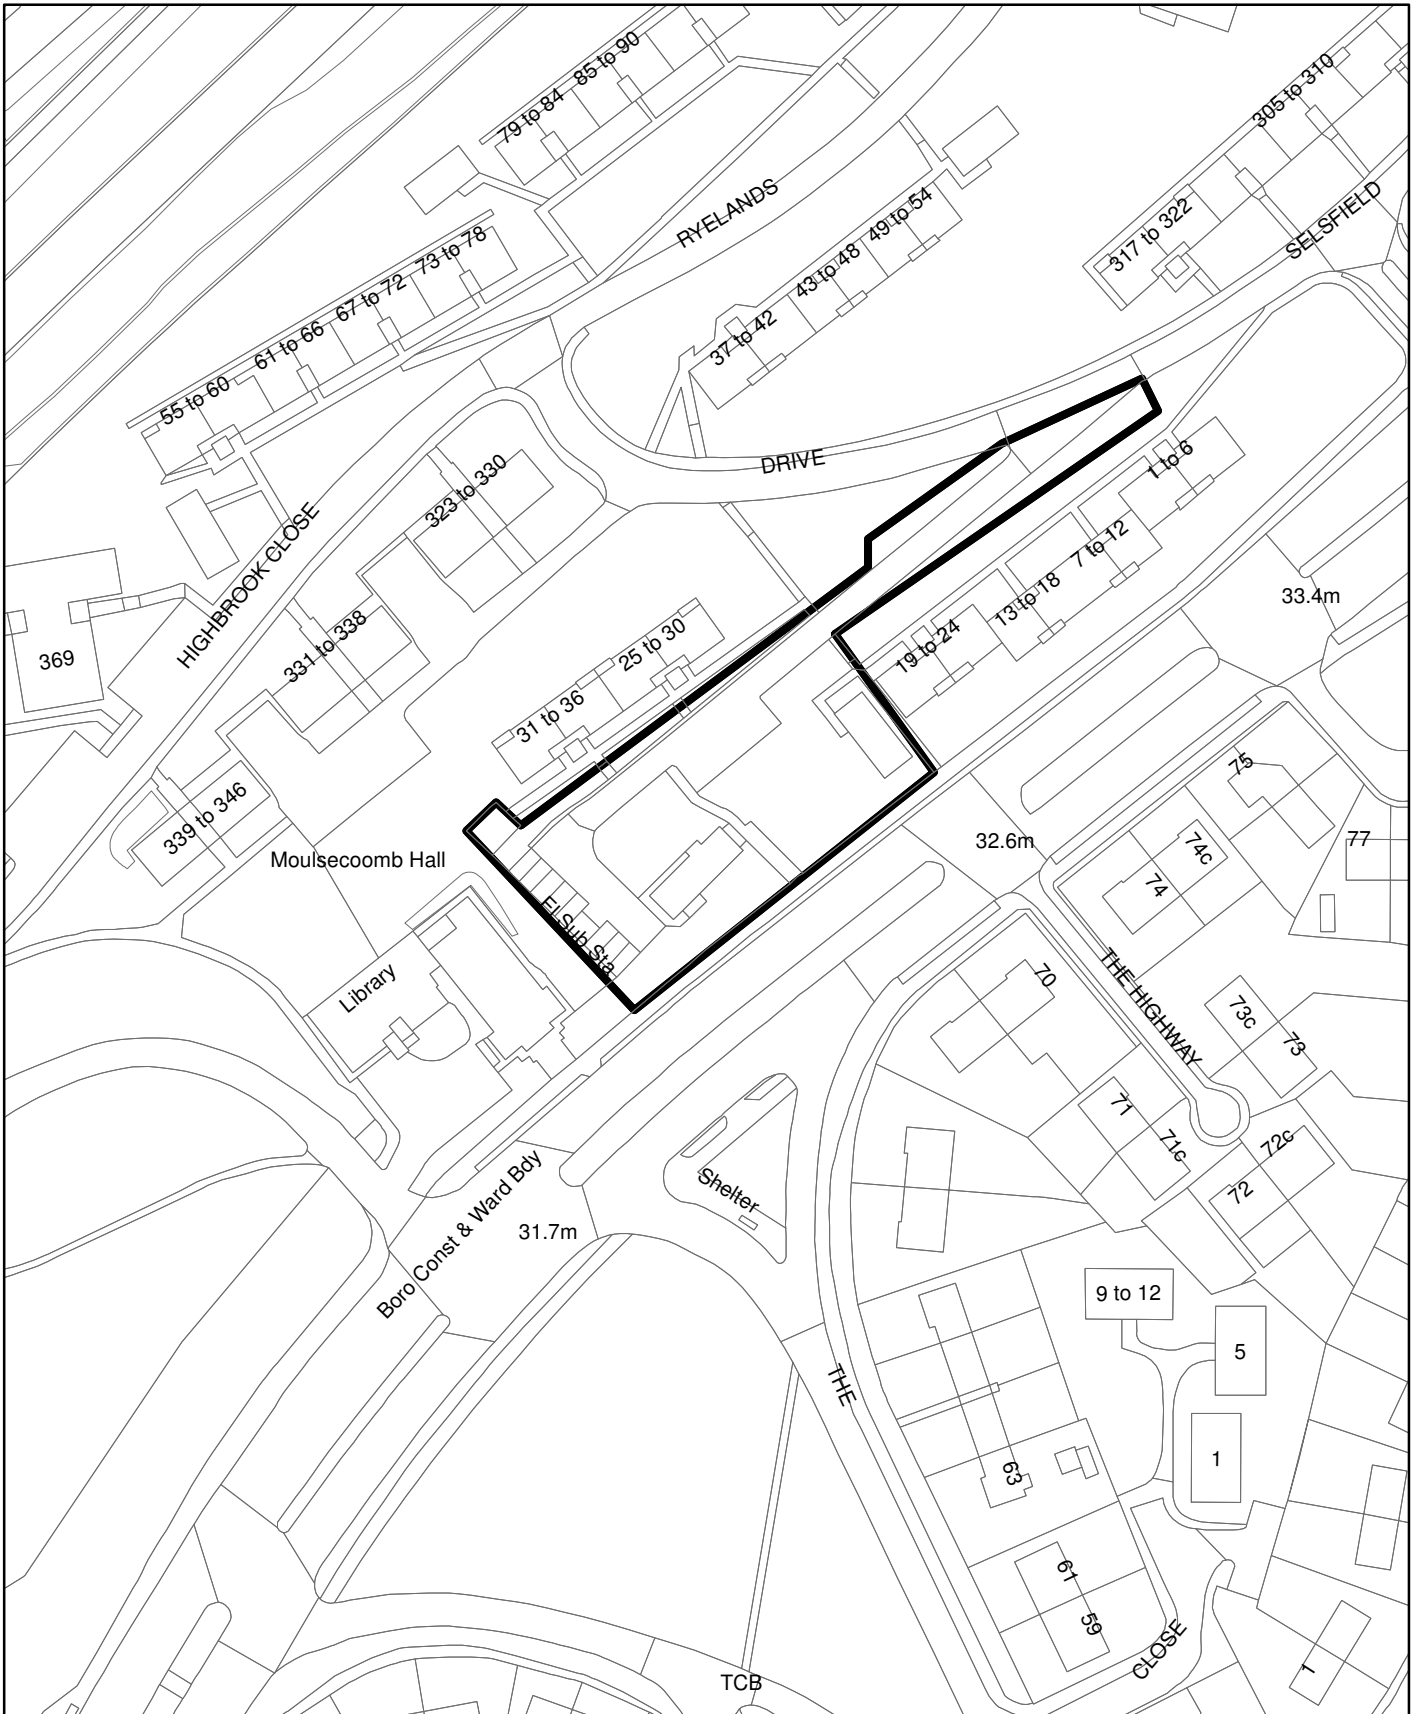 85 to 90
79 to 84
305 to 310
RYELANDS
SELSFIELD
317 to 322
49 to 54
43 to 48
37 to 42
73 to 78
67 to 72
61 to 66
55 to 60
DRIVE
1 to 6
7 to 12
13 to 18
19 to 24
323 to 330
HIGHBROOK CLOSE
331 to 338
25 to 30
31 to 36
33.4m
369
339 to 346
Moulsecoomb Hall
El Sub Sta
Library
32.6m
75
77
74c
74
70
THE HIGHWAY
73c
73
71
71c
72c
72
Shelter
Boro Const & Ward Bdy
31.7m
9 to 12
5
THE
1
63
61
59
CLOSE
1
TCB